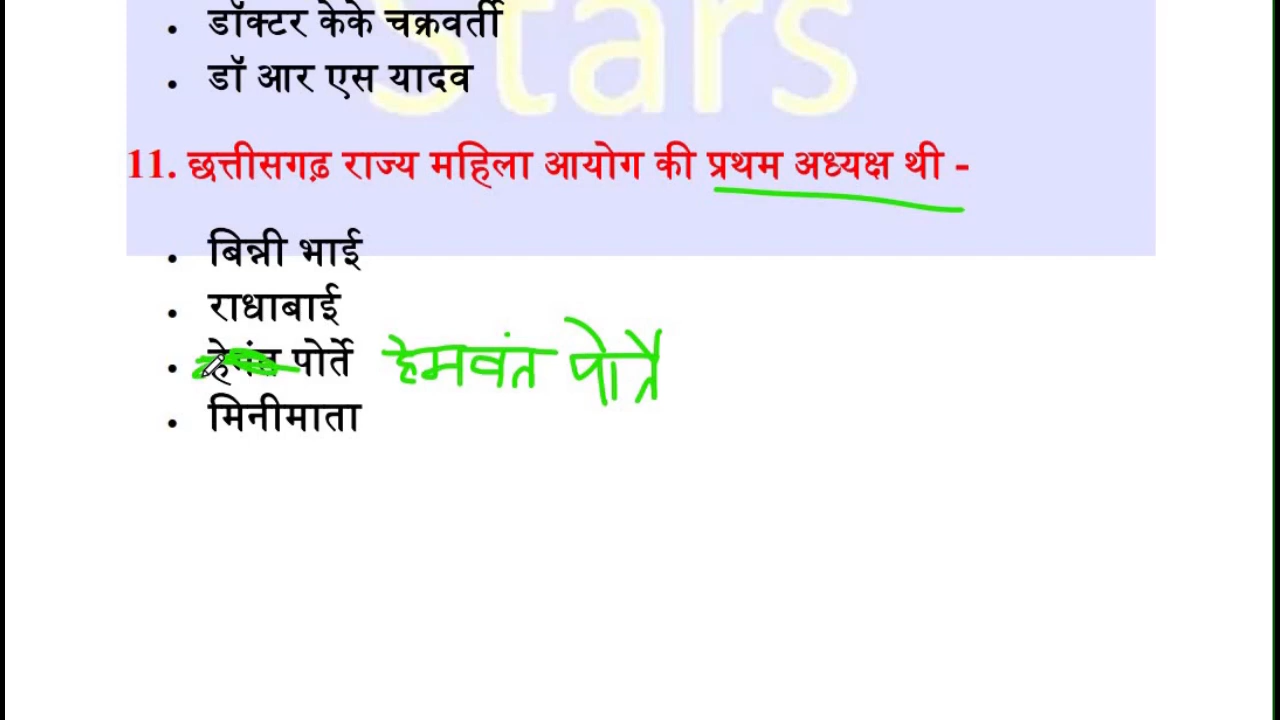 Stars
• डॉक्टर केके चक्रवर्ती
• डॉ आर एस यादव
11. छत्तीसगढ़ राज्य महिला आयोग की प्रथम अध्यक्ष थी -
• बिन्नी भाई
• राधाबाई
• पोर्ते हेमवंत पोर्ते
• मिनीमाता